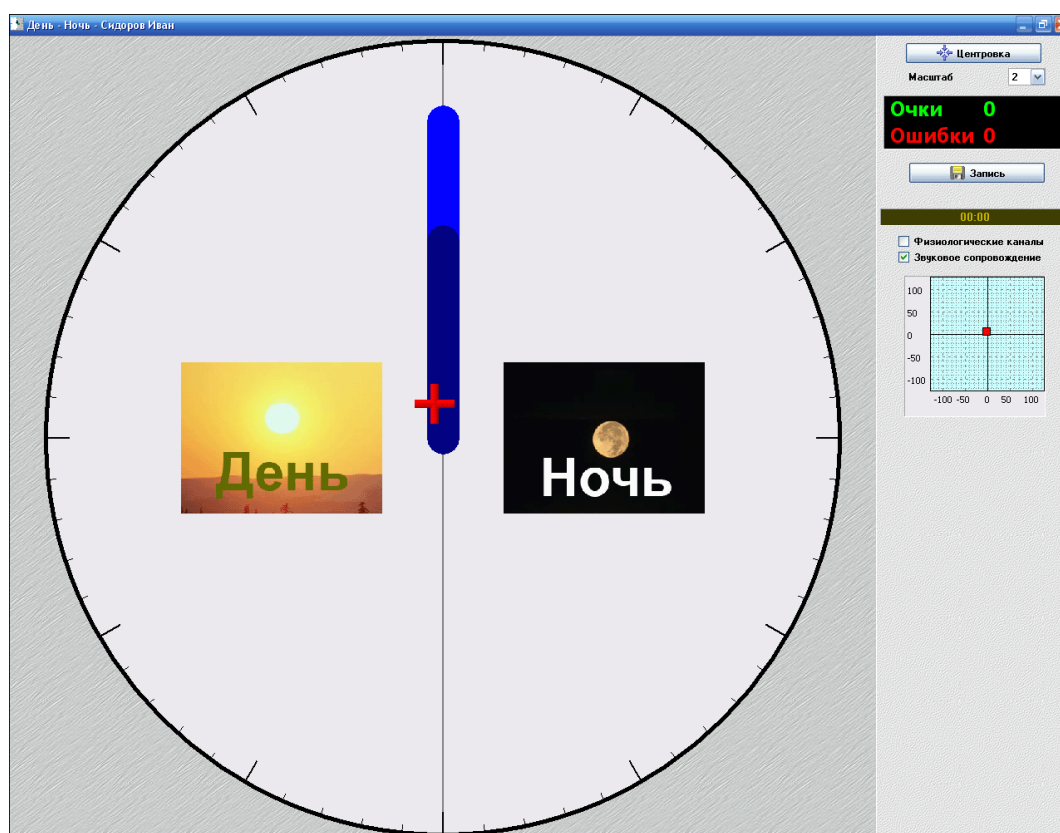 День - Ночь - Сидоров Иван
Центровка
Масштаб 2
Очки 0
Ошибки 0
Запись
00:00
Физиологические каналы
Звуковое сопровождение
100
50
0
-50
-100
-100 -50 0 50 100
День
Ночь